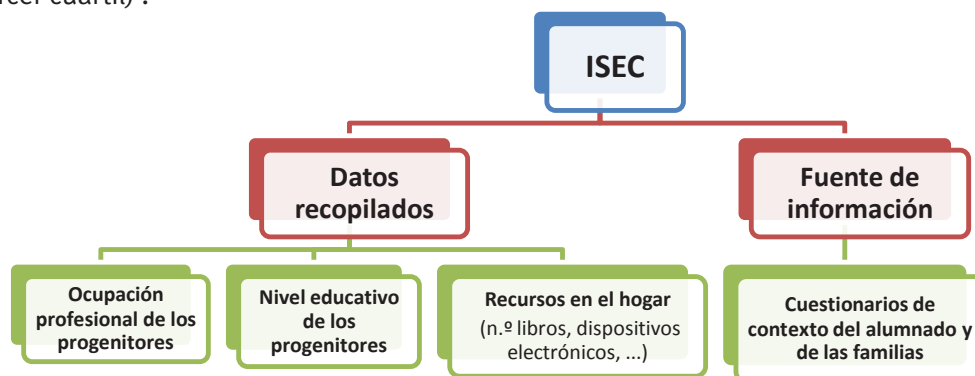 cuartil) .
ISEC
Datos
recopilados
Fuente de
información
Ocupación
profesional de los
progenitores
Nivel educativo
de los
progenitores
Recursos en el hogar
(n.º libros, dispositivos
electrónicos, ...)
Cuestionarios de
contexto del alumnado y
de las familias